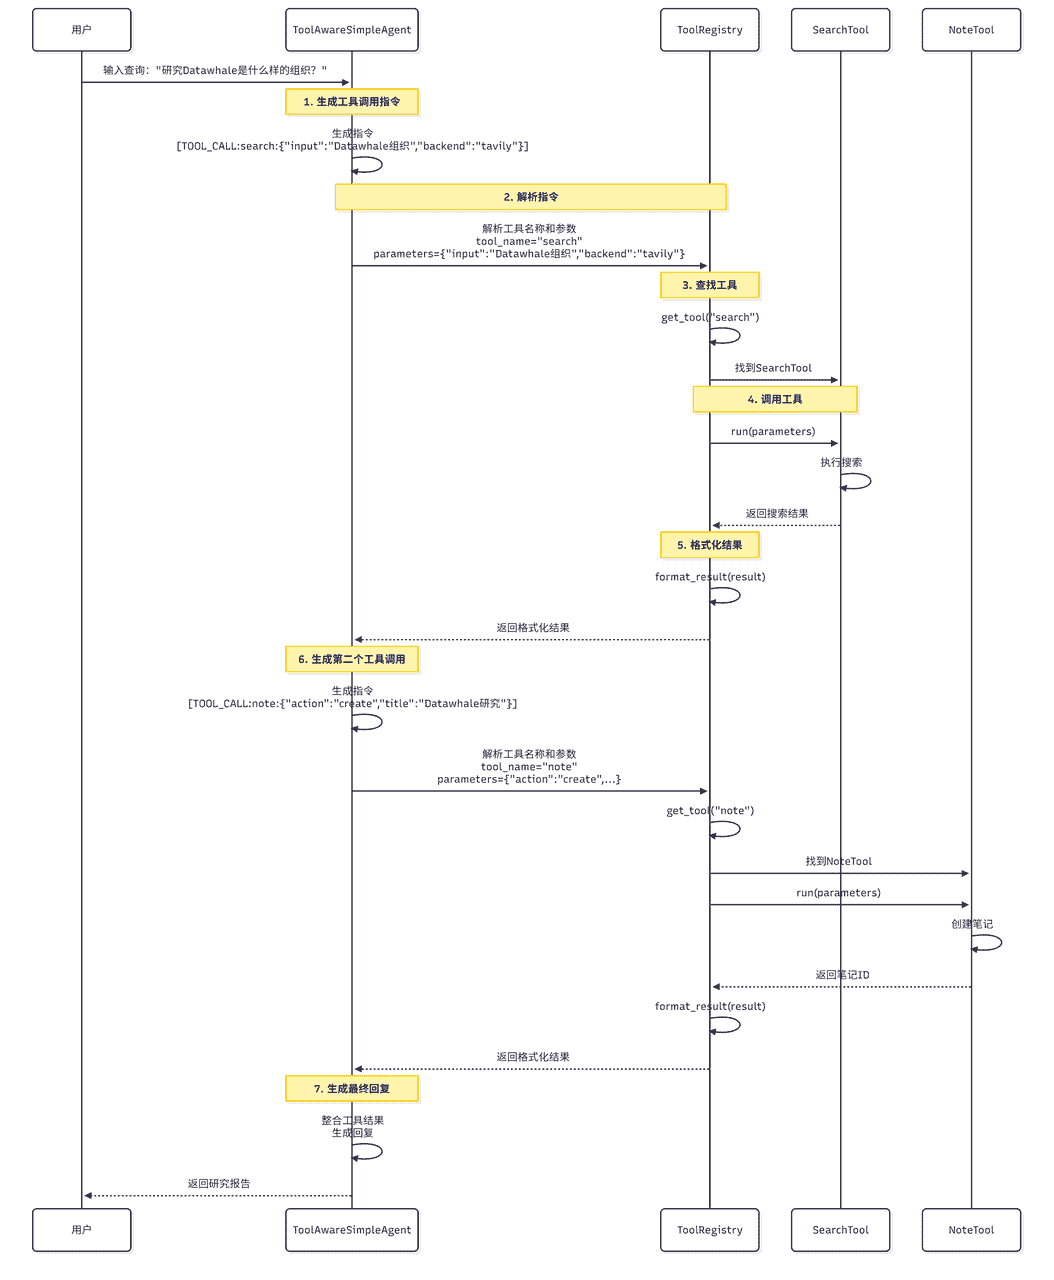 用户
ToolAwareSimpleAgent
ToolRegistry
SearchTool
NoteTool
输入查询："研究Datawhale是什么样的组织？"
1. 生成工具调用指令
生成指令
[TOOL_CALL:search:{"input":"Datawhale组织","backend":"tavily"}]
2. 解析指令
解析工具名称和参数
tool_name="search"
parameters={"input":"Datawhale组织","backend":"tavily"}
3. 查找工具
get_tool("search")
找到SearchTool
4. 调用工具
run(parameters)
执行搜索
返回搜索结果
5. 格式化结果
format_result(result)
返回格式化结果
6. 生成第二个工具调用
生成指令
[TOOL_CALL:note:{"action":"create","title":"Datawhale研究"}]
解析工具名称和参数
tool_name="note"
parameters={"action":"create",...}
get_tool("note")
找到NoteTool
run(parameters)
创建笔记
返回笔记ID
format_result(result)
返回格式化结果
7. 生成最终回复
整合工具结果
生成回复
返回研究报告
用户
ToolAwareSimpleAgent
ToolRegistry
SearchTool
NoteTool